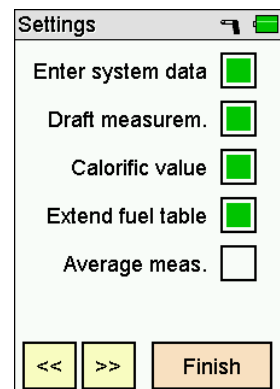 Settings
Enter system data
Draft measurem.
Calorific value
Extend fuel table
Average meas.
<< >> Finish